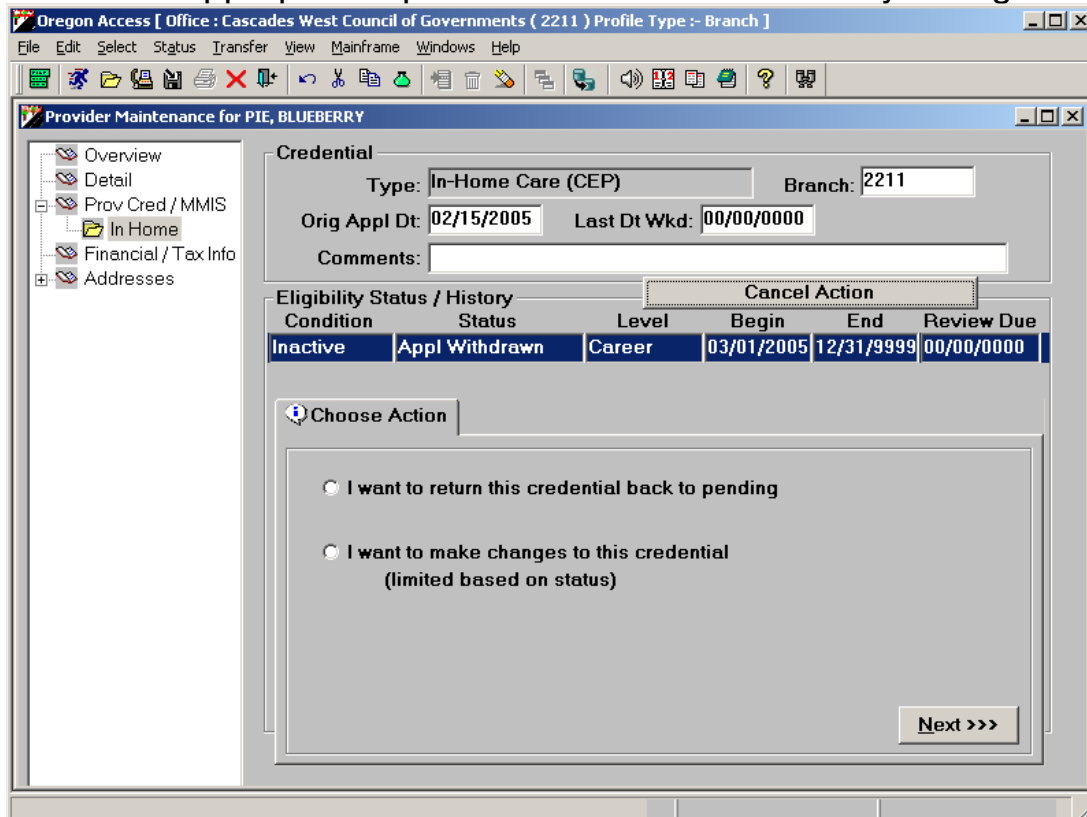 Oregon Access [ Office : Cascades West Council of Governments ( 2211 ) Profile Type :- Branch ]
File Edit Select Status Transfer View Mainframe Windows Help
Provider Maintenance for PIE, BLUEBERRY
Overview
Detail
Prov Cred / MMIS
In Home
Financial / Tax Info
Addresses
Credential
Type: In-Home Care (CEP) Branch: 2211
Orig Appl Dt: 02/15/2005 Last Dt Wkd: 00/00/0000
Comments:
Cancel Action
Eligibility Status / History
Condition Status Level Begin End Review Due
Inactive Appl Withdrawn Career 03/01/2005 12/31/9999 00/00/0000
Choose Action
I want to return this credential back to pending
I want to make changes to this credential
(limited based on status)
Next >>>